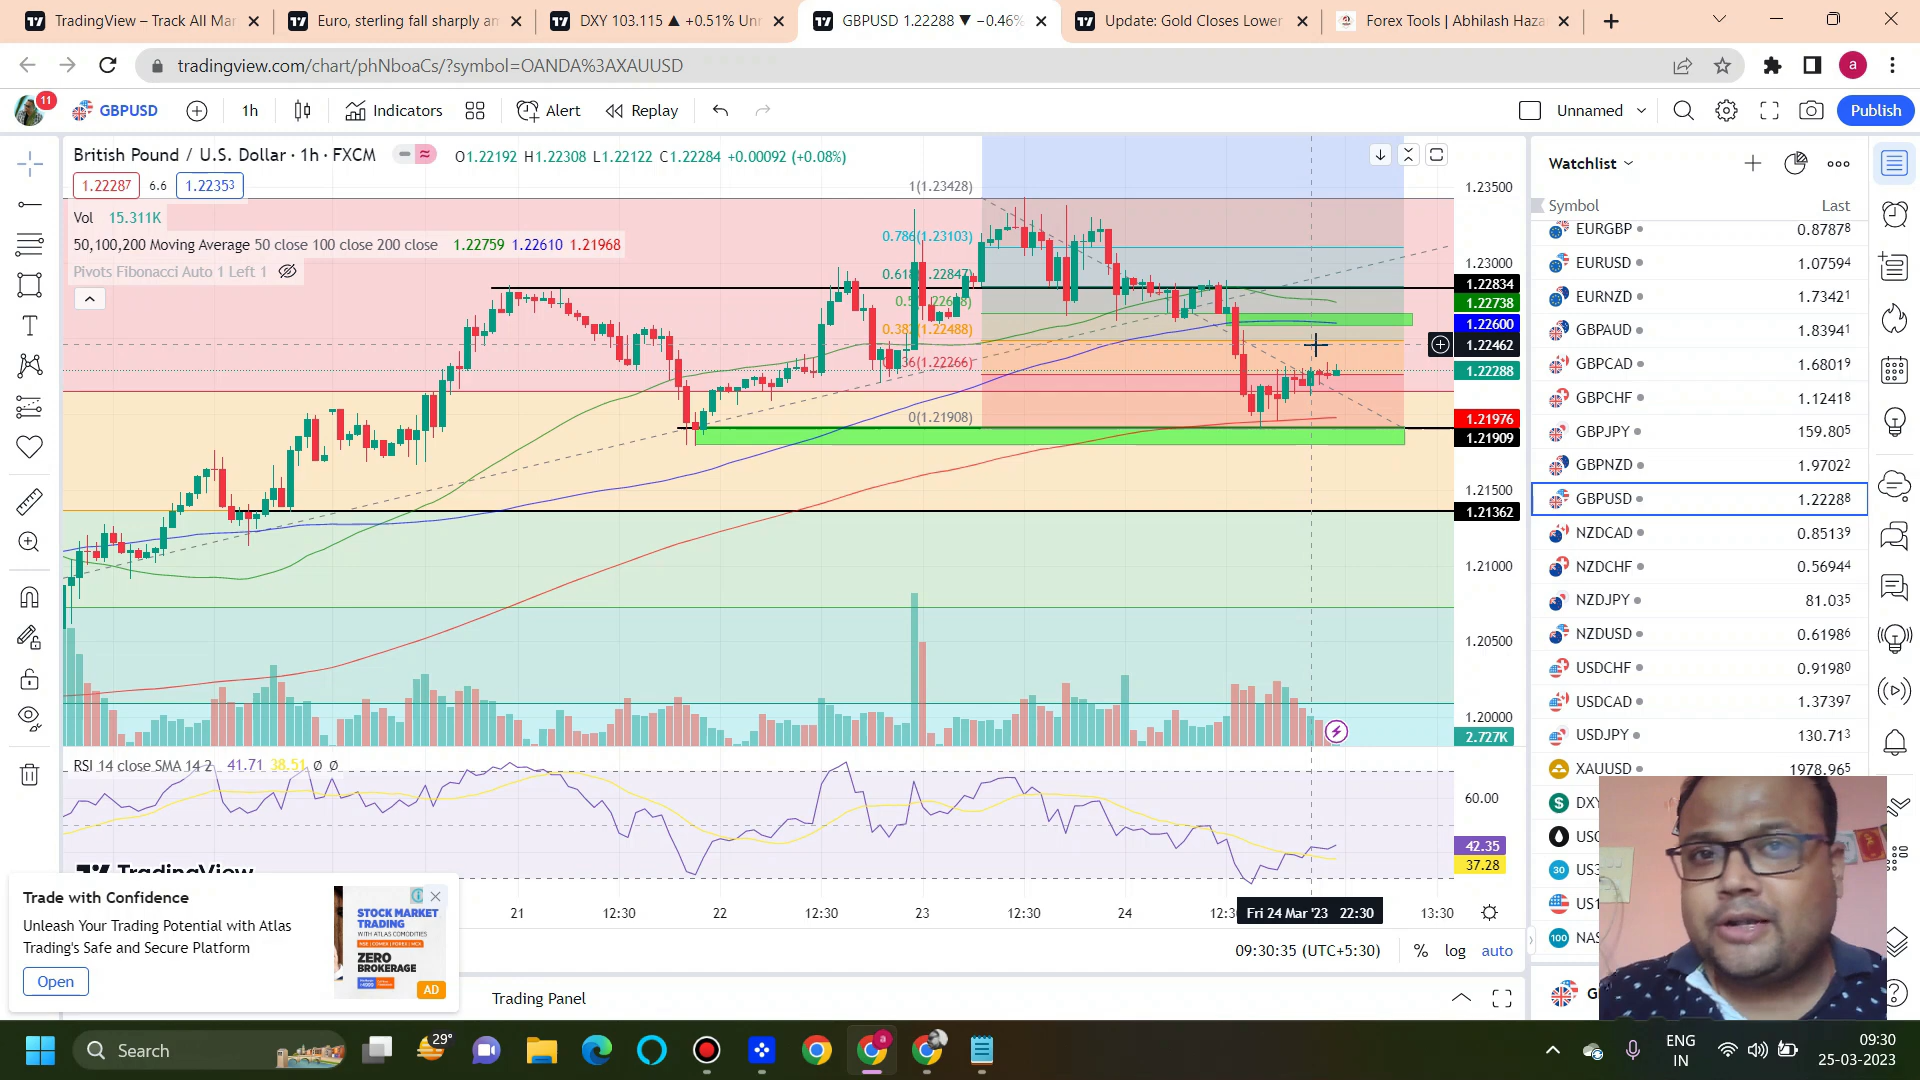 TradingView – Track All Mar
Euro, sterling fall sharply an
DXY 103.115 ▲ +0.51% Unn
GBPUSD 1.22288 ▼ −0.46%
Update: Gold Closes Lower
Forex Tools | Abhilash Haza
tradingview.com/chart/phNboaCs/?symbol=OANDA%3AXAUUSD
a
11
GBPUSD
1h
Indicators
Alert
Replay
Unnamed
Publish
British Pound / U.S. Dollar · 1h · FXCM
O1.22192 H1.22308 L1.22122 C1.22284 +0.00092 (+0.08%)
1.22287
6.6
1.22353
Vol 15.311K
50,100,200 Moving Average 50 close 100 close 200 close 1.22759 1.22610 1.21968
Pivots Fibonacci Auto 1 Left 1
1(1.23428)
0.786(1.23103)
0(1.21908)
1.23500
1.23000
1.22834
1.22738
1.22600
1.22462
1.22288
1.21976
1.21909
1.21500
1.21362
1.21000
1.20500
1.20000
2.727K
RSI 14 close SMA 14 2 41.71 38.51 Ø Ø
60.00
42.35
37.28
TradingView
21
12:30
22
12:30
23
12:30
24
Fri 24 Mar '23 22:30
13:30
09:30:35 (UTC+5:30)
%
log
auto
Trading Panel
Trade with Confidence
Unleash Your Trading Potential with Atlas
Trading's Safe and Secure Platform
Open
STOCK MARKET
TRADING
WITH ATLAS COMODITIES
ZERO
BROKERAGE
AD
Watchlist
Symbol
Last
EURGBP 0.87878
EURUSD 1.07594
EURNZD 1.73421
GBPAUD 1.83941
GBPCAD 1.68019
GBPCHF 1.12418
GBPJPY 159.805
GBPNZD 1.97022
GBPUSD 1.22288
NZDCAD 0.85139
NZDCHF 0.56944
NZDJPY 81.035
NZDUSD 0.61986
USDCHF 0.91980
USDCAD 1.37397
USDJPY 130.713
XAUUSD 1978.965
30
100
Search
29°
a
ENG
IN
09:30
25-03-2023